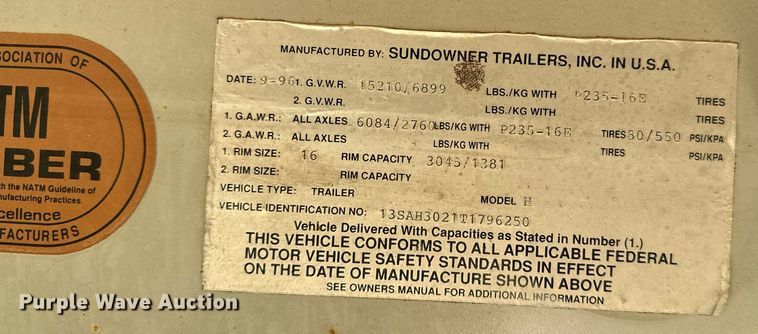 SOCIATION OF
TM
BER
h the NATM Guideline of
nufacturing Practices.
cellence
FACTURERS
MANUFACTURED BY: SUNDOWNER TRAILERS, INC. IN U.S.A.
DATE: 9-96 1. G.V.W.R. 15210/6899 LBS./KG WITH P235-16E TIRES
2. G.V.W.R. LBS./KG WITH TIRES
1. G.A.W.R.: ALL AXLES 6084/2760 LBS/KG WITH P235-16E TIRES 80/550 PSI/KPA
2. G.A.W.R.: ALL AXLES LBS/KG WITH TIRES PSI/KPA
1. RIM SIZE: 16 RIM CAPACITY 3045/1381
2. RIM SIZE: RIM CAPACITY
VEHICLE TYPE: TRAILER MODEL H
VEHICLE IDENTIFICATION NO: 13SAH3021T1796250
Vehicle Delivered With Capacities as Stated in Number (1.)
THIS VEHICLE CONFORMS TO ALL APPLICABLE FEDERAL
MOTOR VEHICLE SAFETY STANDARDS IN EFFECT
ON THE DATE OF MANUFACTURE SHOWN ABOVE
SEE OWNERS MANUAL FOR ADDITIONAL INFORMATION
Purple Wave Auction